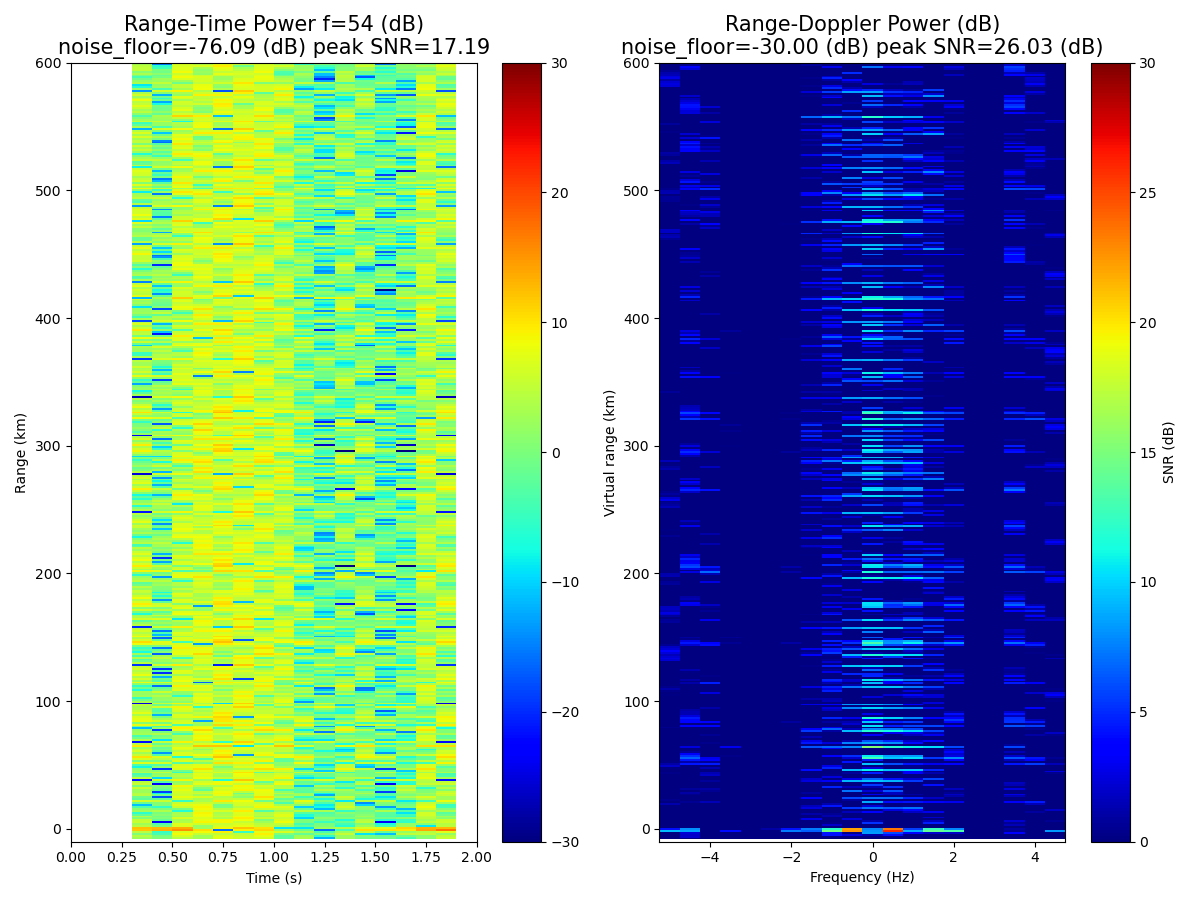 Range-Time Power f=54 (dB)
noise_floor=-76.09 (dB) peak SNR=17.19
600
500
400
300
200
100
0
0.00 0.25 0.50 0.75 1.00 1.25 1.50 1.75 2.00
Time (s)
Range (km)
30
20
10
0
−10
−20
−30
Range-Doppler Power (dB)
noise_floor=-30.00 (dB) peak SNR=26.03 (dB)
600
500
400
300
200
100
0
−4 −2 0 2 4
Frequency (Hz)
Virtual range (km)
30
25
20
15
10
5
0
SNR (dB)